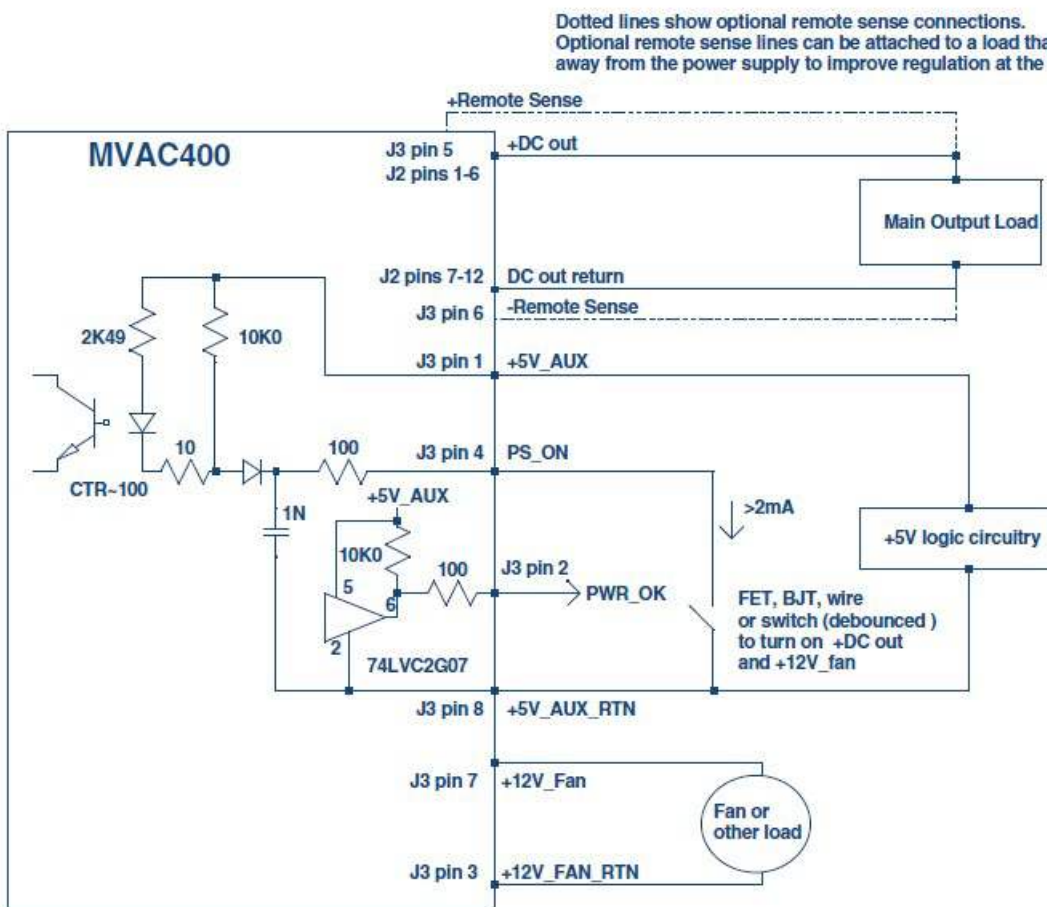 Dotted lines show optional remote sense connections.
Optional remote sense lines can be attached to a load tha
away from the power supply to improve regulation at the
+Remote Sense
MVAC400
J3 pin 5
+DC out
J2 pins 1-6
Main Output Load
J2 pins 7-12
DC out return
J3 pin 6
-Remote Sense
2K49
10K0
J3 pin 1
+5V_AUX
10
100
J3 pin 4
PS_ON
CTR~100
+5V_AUX
>2mA
1N
10K0
+5V logic circuitry
100
J3 pin 2
5
6
PWR_OK
2
FET, BJT, wire
or switch (debounced )
to turn on +DC out
and +12V_fan
74LVC2G07
J3 pin 8
+5V_AUX_RTN
J3 pin 7
+12V_Fan
Fan or
other load
J3 pin 3
+12V_FAN_RTN